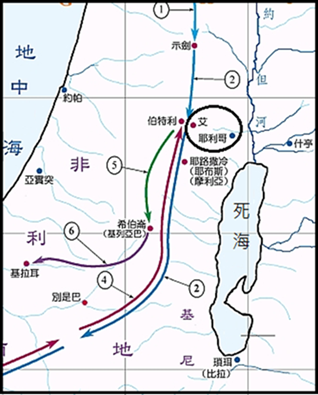 ①
約
示劍
地
中
海
②
但
約帕
伯特利
艾
耶利哥
河
什亭
⑤
耶路撒冷
(耶布斯)
(摩利亞)
非
亞實突
死
海
希伯崙
(基列亞巴)
⑥
利
基拉耳
④
②
別是巴
基
地
尼
瑣珥
(比拉)